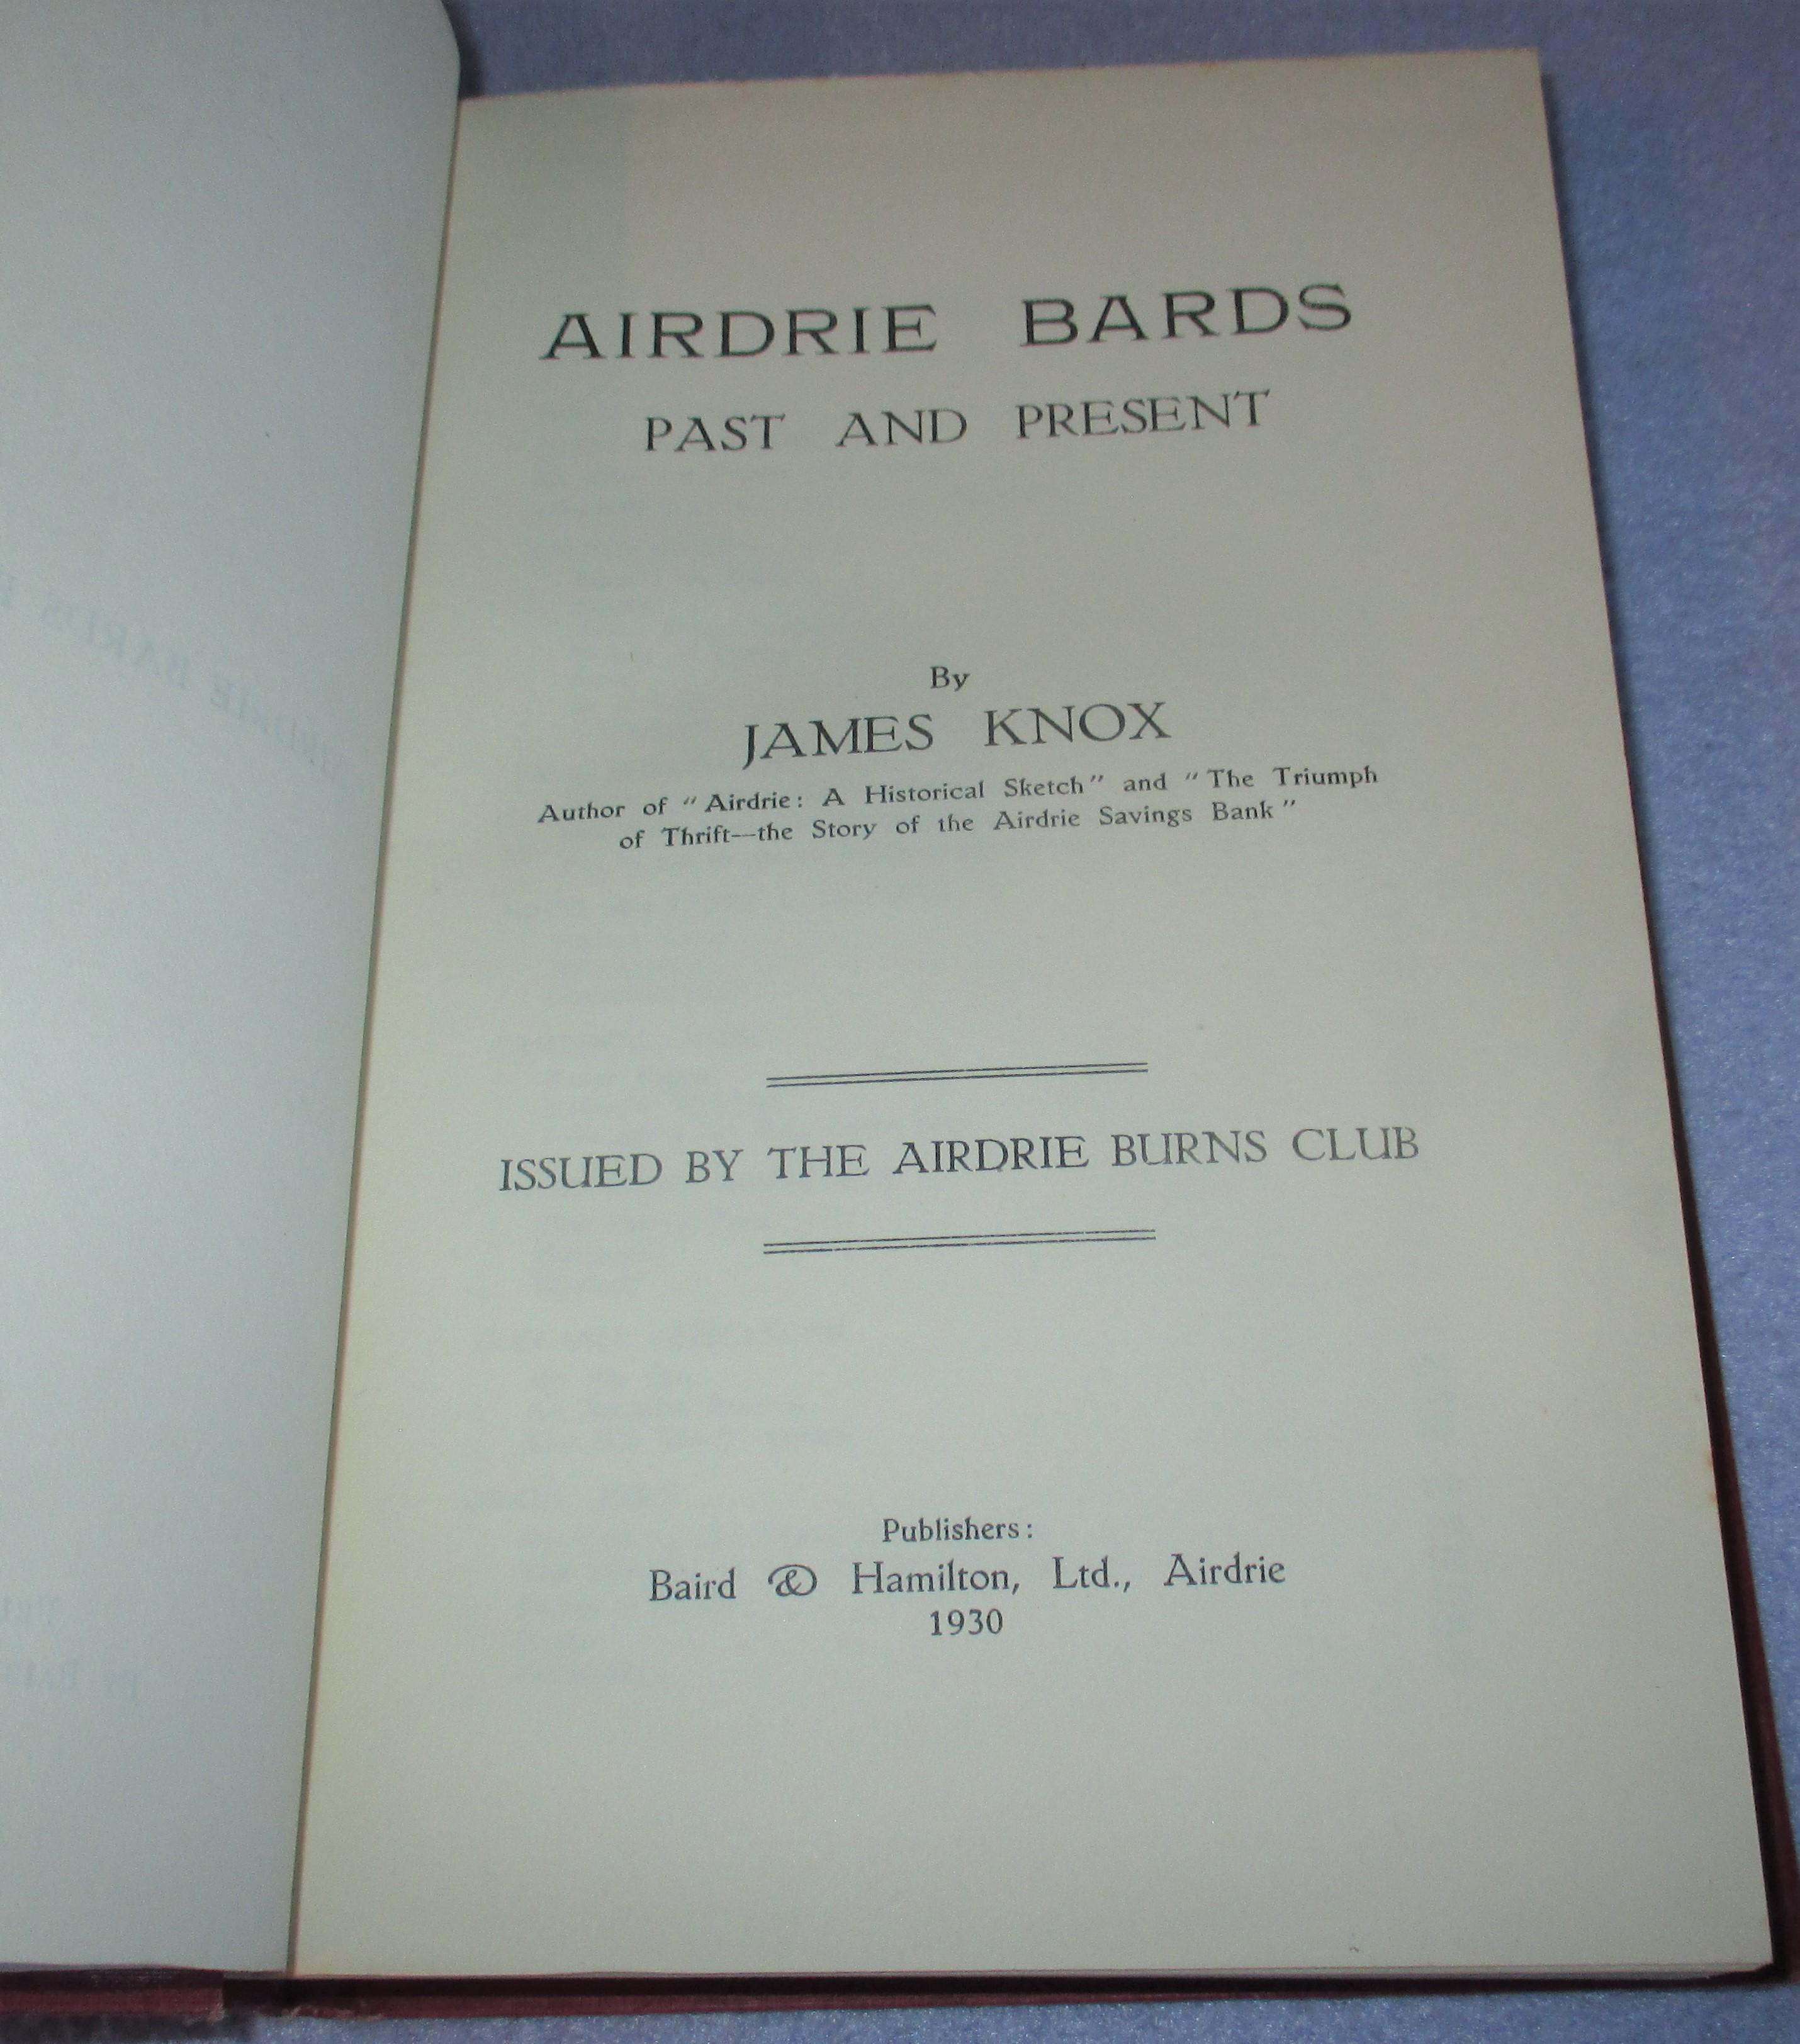 AIRDRIE BARDS
PAST AND PRESENT
By
JAMES KNOX
Author of "Airdrie: A Historical Sketch" and "The Triumph
of Thrift—the Story of the Airdrie Savings Bank"
ISSUED BY THE AIRDRIE BURNS CLUB
Publishers:
Baird & Hamilton, Ltd., Airdrie
1930